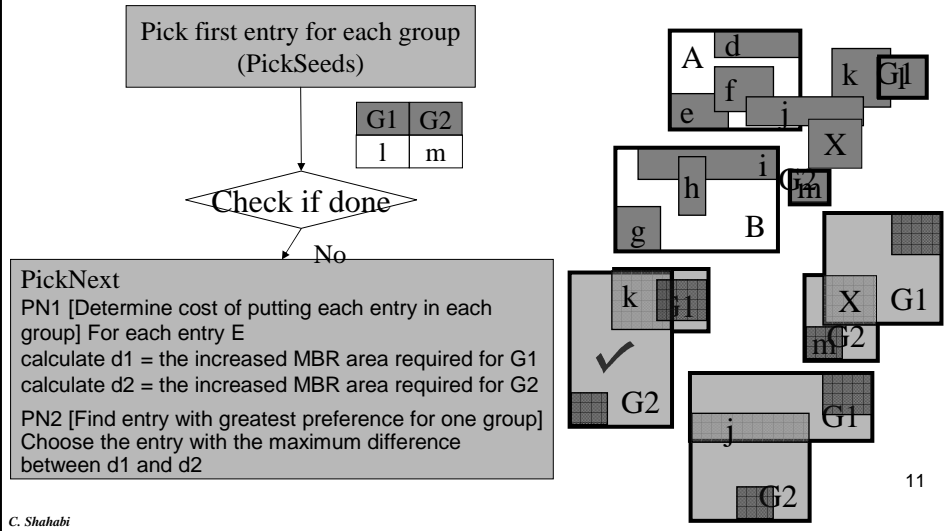 Pick first entry for each group
(PickSeeds)
G1 G2
l m
Check if done
No
PickNext
PN1 [Determine cost of putting each entry in each
group] For each entry E
calculate d1 = the increased MBR area required for G1
calculate d2 = the increased MBR area required for G2
PN2 [Find entry with greatest preference for one group]
Choose the entry with the maximum difference
between d1 and d2
A
d
f
e
j
k
G1
l
X
i
h
g
B
G2
m
k
G1
G2
X
G1
m
G2
j
G1
G2
11
C. Shahabi